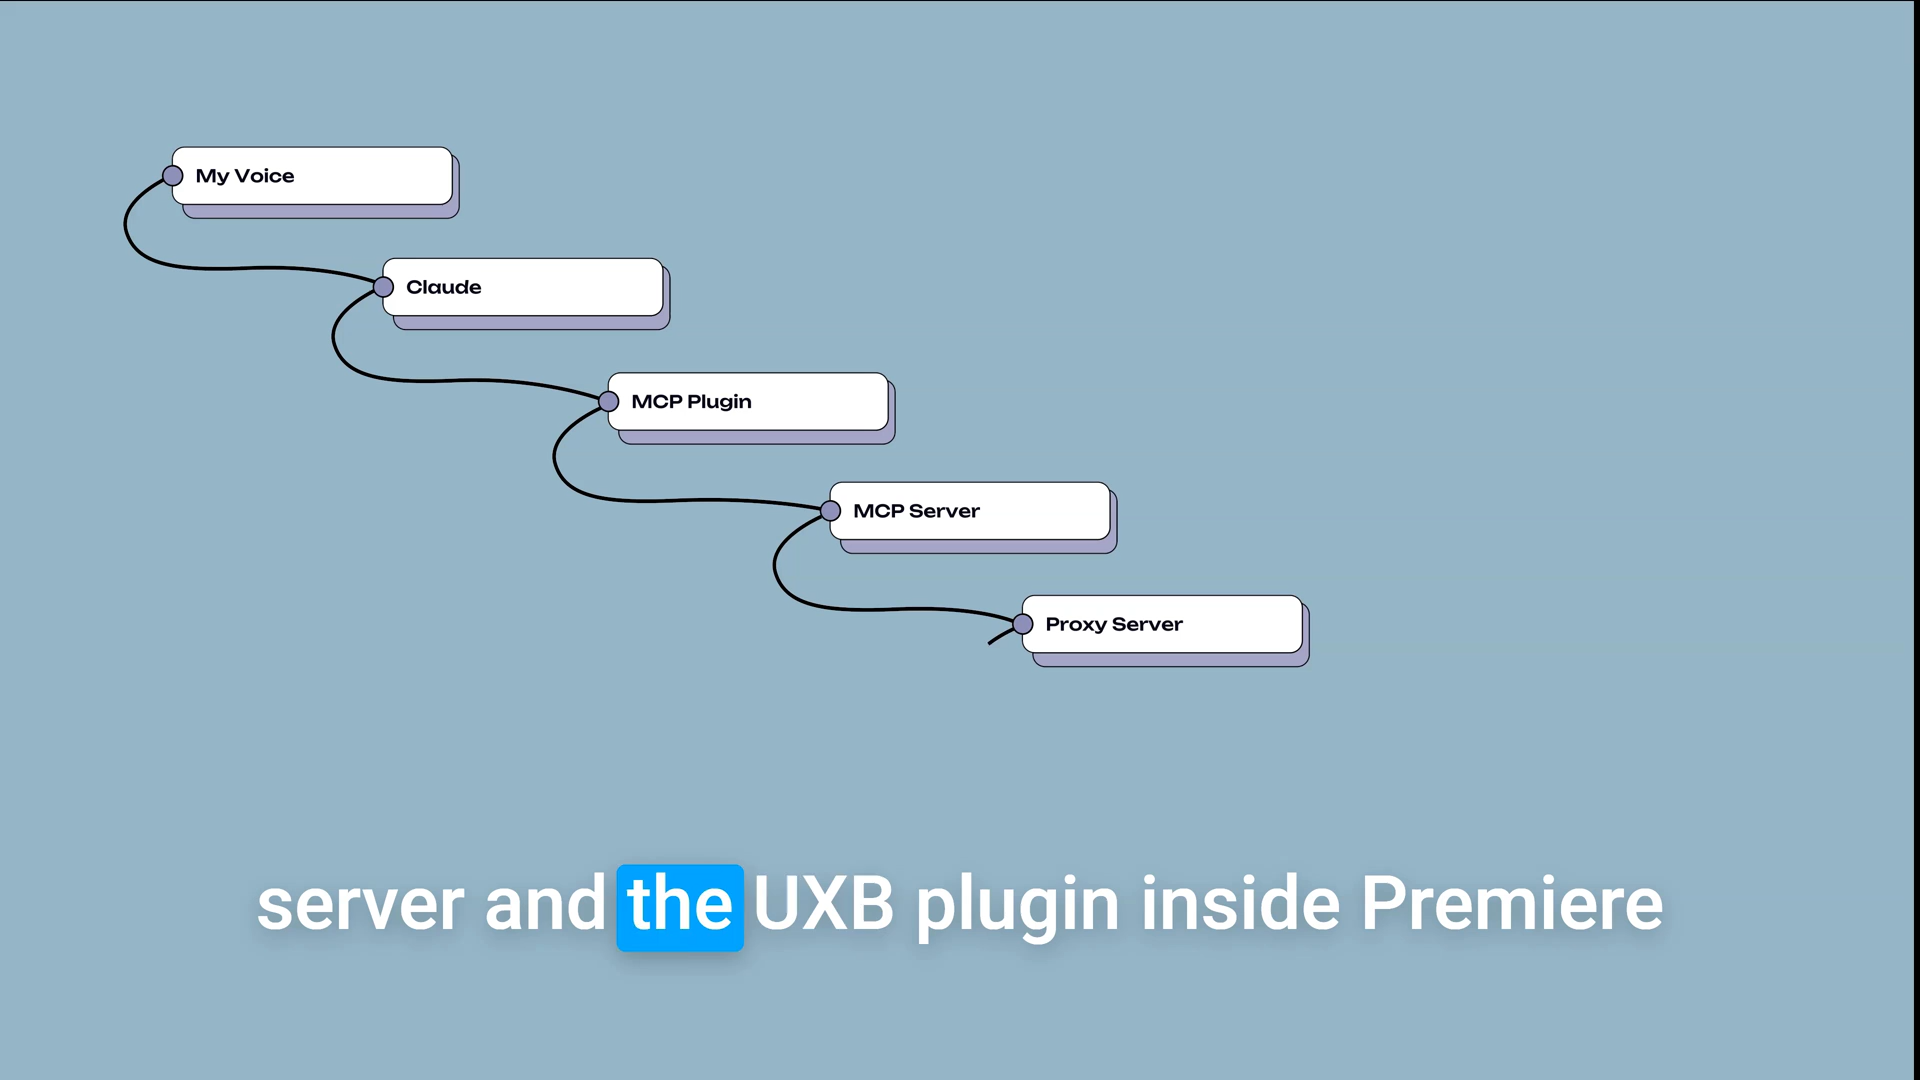 My Voice
Claude
MCP Plugin
MCP Server
Proxy Server
server and the UXB plugin inside Premiere